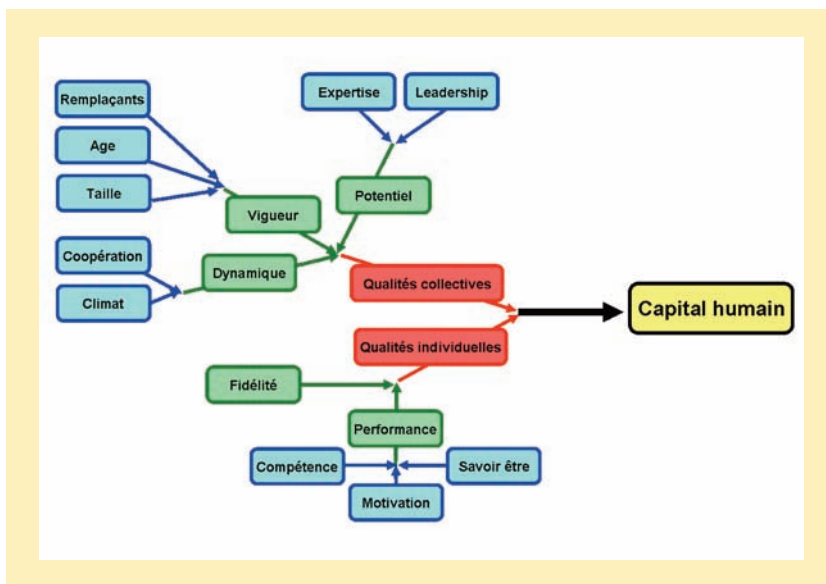 Remplaçants
Expertise
Leadership
Age
Taille
Potentiel
Vigueur
Coopération
Dynamique
Climat
Qualités collectives
Capital humain
Qualités individuelles
Fidélité
Performance
Compétence
Savoir être
Motivation